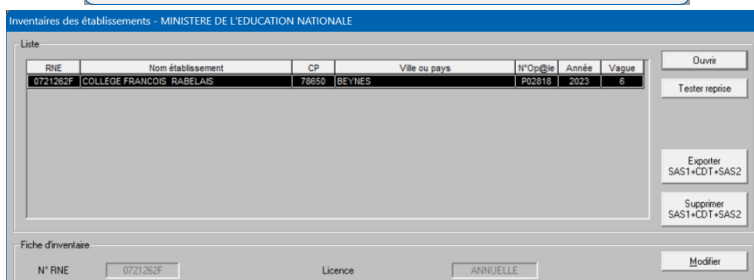 Inventaires des établissements - MINISTERE DE L'EDUCATION NATIONALE
Liste
RNE Nom établissement CP Ville ou pays N°Op@le Année Vague
0721262F COLLEGE FRANCOIS RABELAIS 78650 BEYNES P02818 2023 6
Ouvrir
Tester reprise
Exporter
SAS1+CDT+SAS2
Supprimer
SAS1+CDT+SAS2
Fiche d'inventaire
N° RNE 0721262F Licence ANNUELLE
Modifier